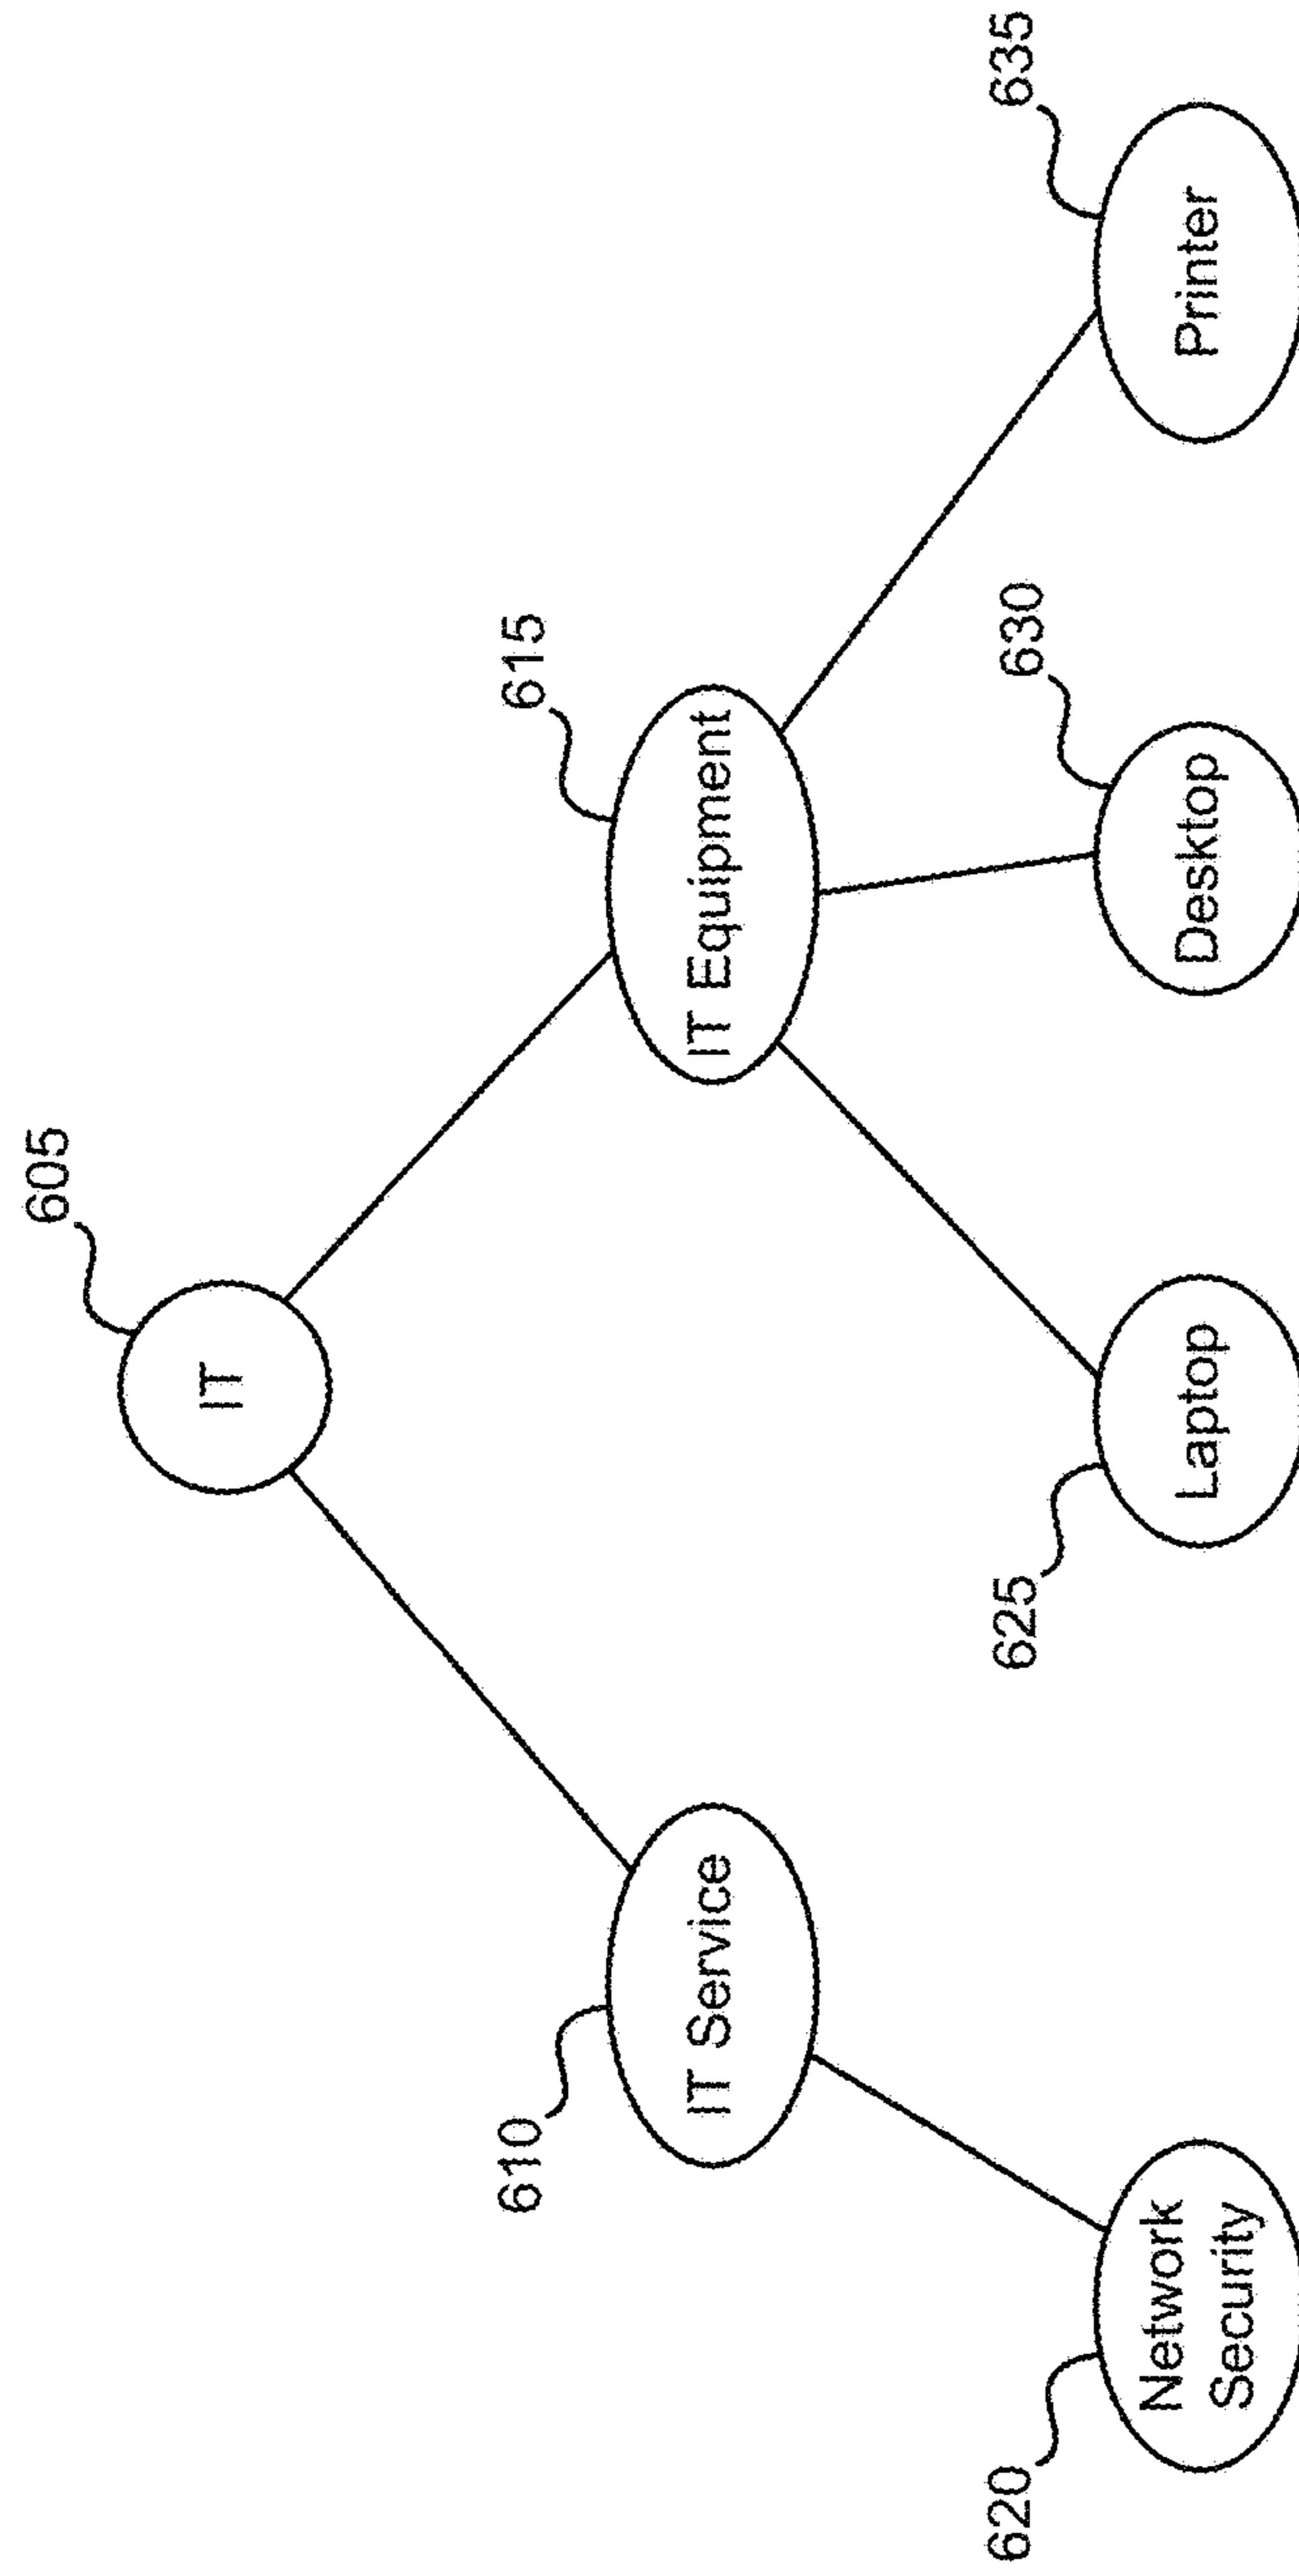 605
IT
610
IT Service
615
IT Equipment
620
Network
Security
625
Laptop
630
Desktop
635
Printer